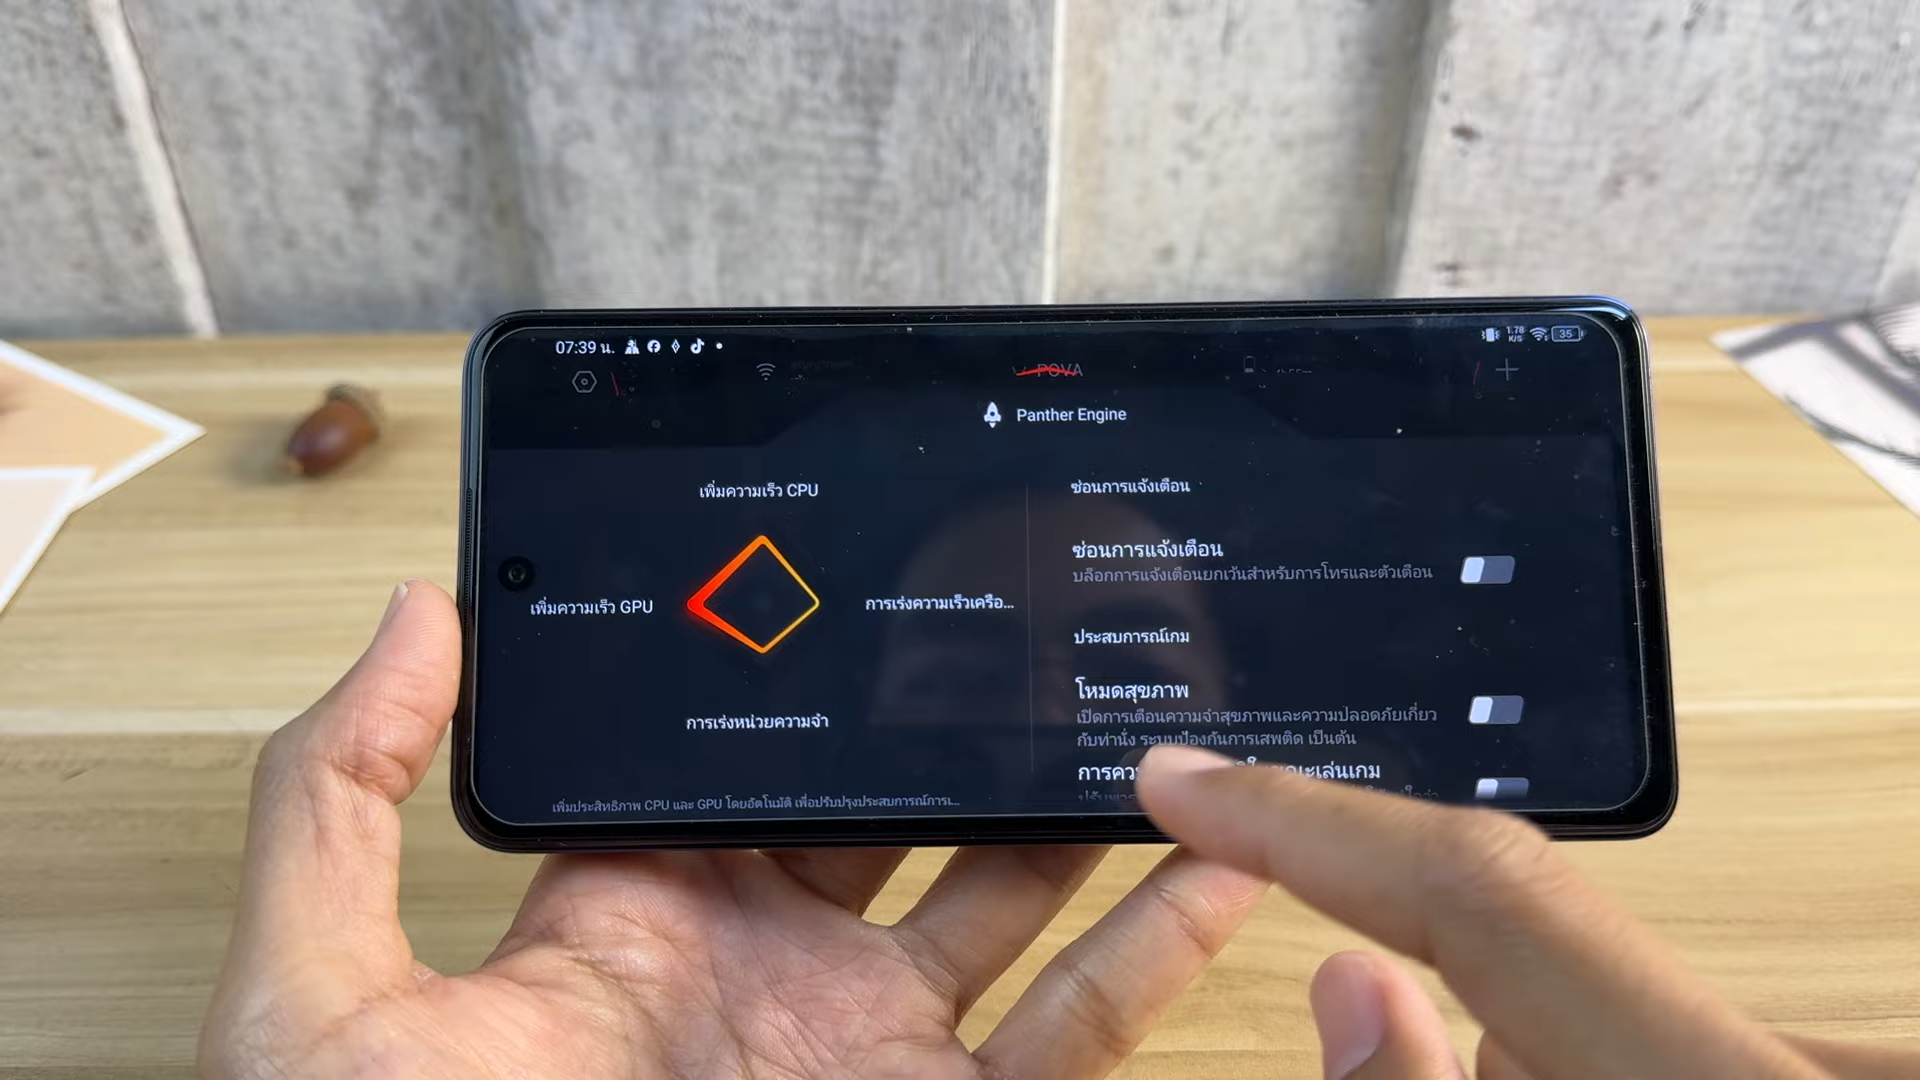 07:39 น.
1.78
K/S
35
POVA
Panther Engine
เพิ่มความเร็ว CPU
เพิ่มความเร็ว GPU
การเร่งความเร็วเครือ...
การเร่งหน่วยความจำ
เพิ่มประสิทธิภาพ CPU และ GPU โดยอัตโนมัติ เพื่อปรับปรุงประสบการณ์การเ...
ซ่อนการแจ้งเตือน
ซ่อนการแจ้งเตือน
บล็อกการแจ้งเตือนยกเว้นสำหรับการโทรและตัวเตือน
ประสบการณ์เกม
โหมดสุขภาพ
เปิดการเตือนความจำสุขภาพและความปลอดภัยเกี่ยว
กับท่านั่ง ระบบป้องกันการเสพติด เป็นต้น